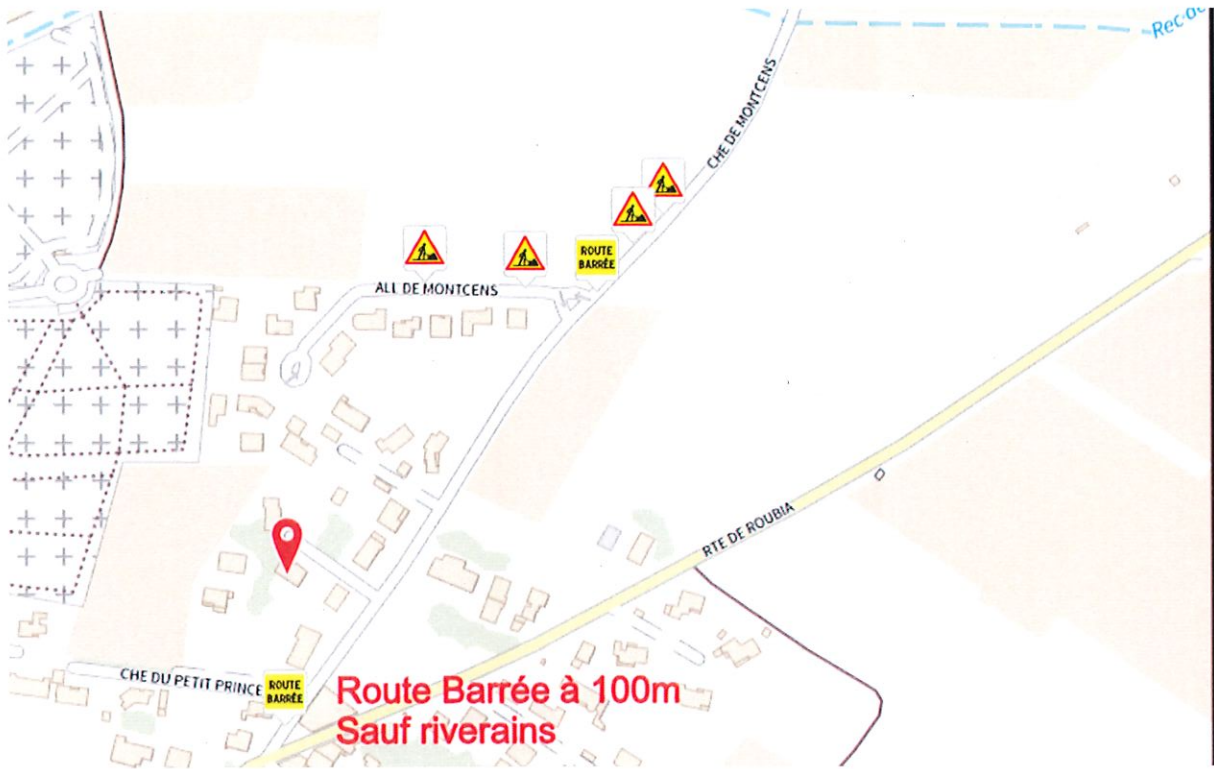 Rec de
CHE DE MONTCENS
ROUTE
BARRÉE
ALL DE MONTCENS
RTE DE ROUBIA
CHE DU PETIT PRINCE
ROUTE
BARRÉE
Route Barrée à 100m
Sauf riverains